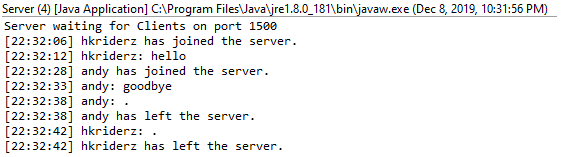 Server (4) [Java Application] C:\Program Files\Java\jre1.8.0_181\bin\javaw.exe (Dec 8, 2019, 10:31:56 PM)
Server waiting for Clients on port 1500
[22:32:06] hkriderz has joined the server.
[22:32:12] hkriderz: hello
[22:32:28] andy has joined the server.
[22:32:33] andy: goodbye
[22:32:38] andy: .
[22:32:38] andy has left the server.
[22:32:42] hkriderz: .
[22:32:42] hkriderz has left the server.